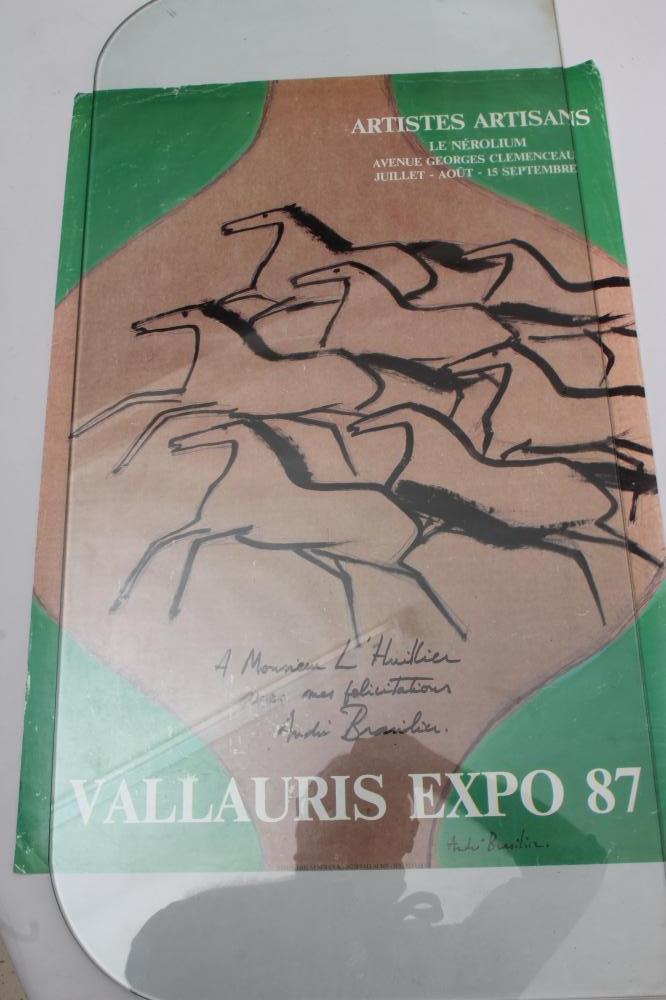 ARTISTES ARTISANS
LE NÉROLIUM
AVENUE GEORGES CLEMENCEAU
JUILLET - AOÛT - 15 SEPTEMBRE
A Monsieur L'Huillier
avec mes felicitations
André Brasilier.
VALLAURIS EXPO 87
André Brasilier.